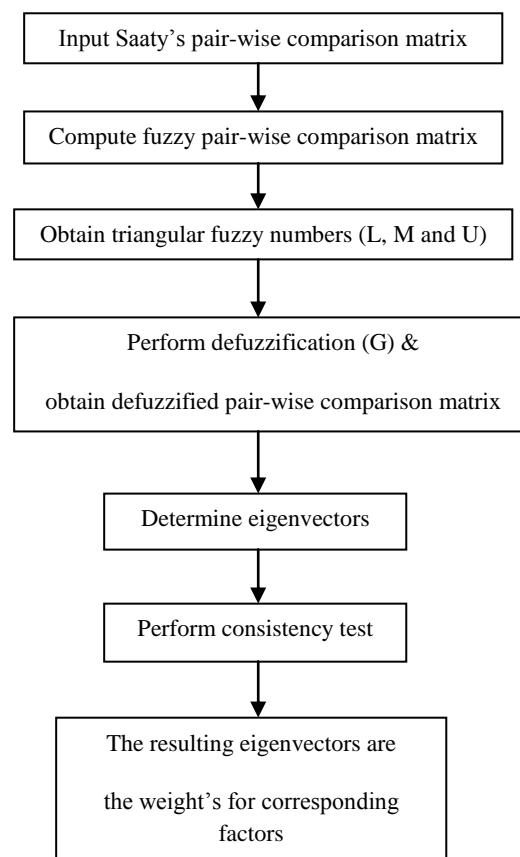 Input Saaty’s pair-wise comparison matrix
Compute fuzzy pair-wise comparison matrix
Obtain triangular fuzzy numbers (L, M and U)
Perform defuzzification (G) &
obtain defuzzified pair-wise comparison matrix
Determine eigenvectors
Perform consistency test
The resulting eigenvectors are
the weight’s for corresponding
factors